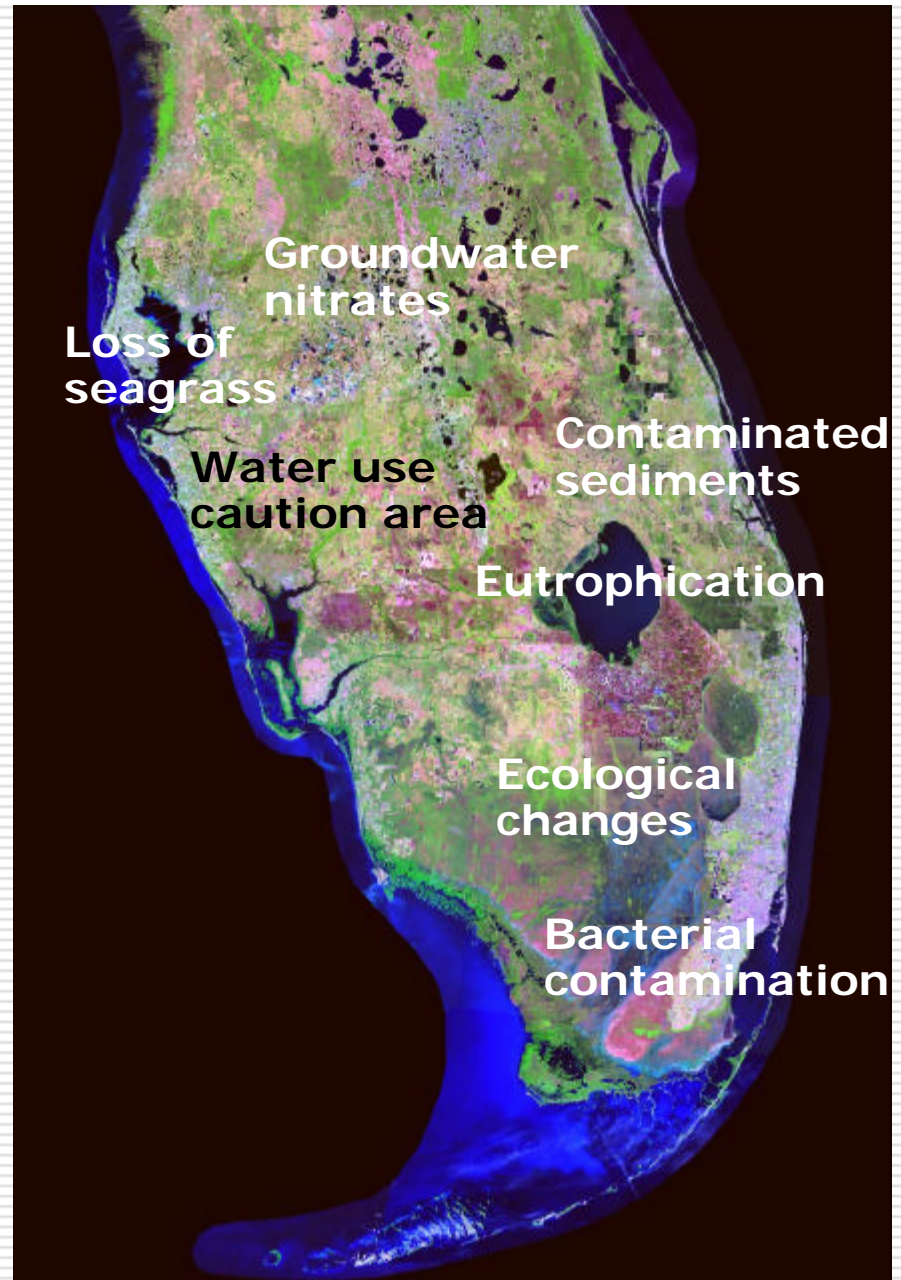 Groundwater
nitrates
Loss of
seagrass
Contaminated
sediments
Water use
caution area
Eutrophication
Ecological
changes
Bacterial
contamination